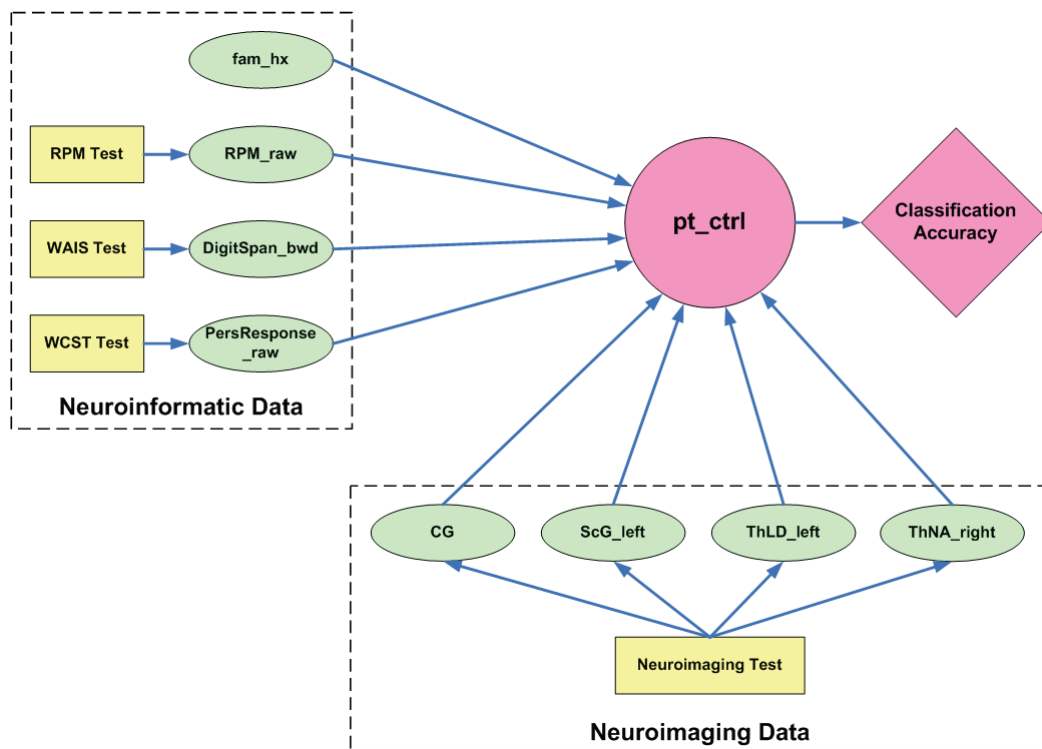 fam_hx
RPM Test
RPM_raw
WAIS Test
DigitSpan_bwd
WCST Test
PersResponse
_raw
Neuroinformatic Data
pt_ctrl
Classification
Accuracy
CG
ScG_left
ThLD_left
ThNA_right
Neuroimaging Test
Neuroimaging Data